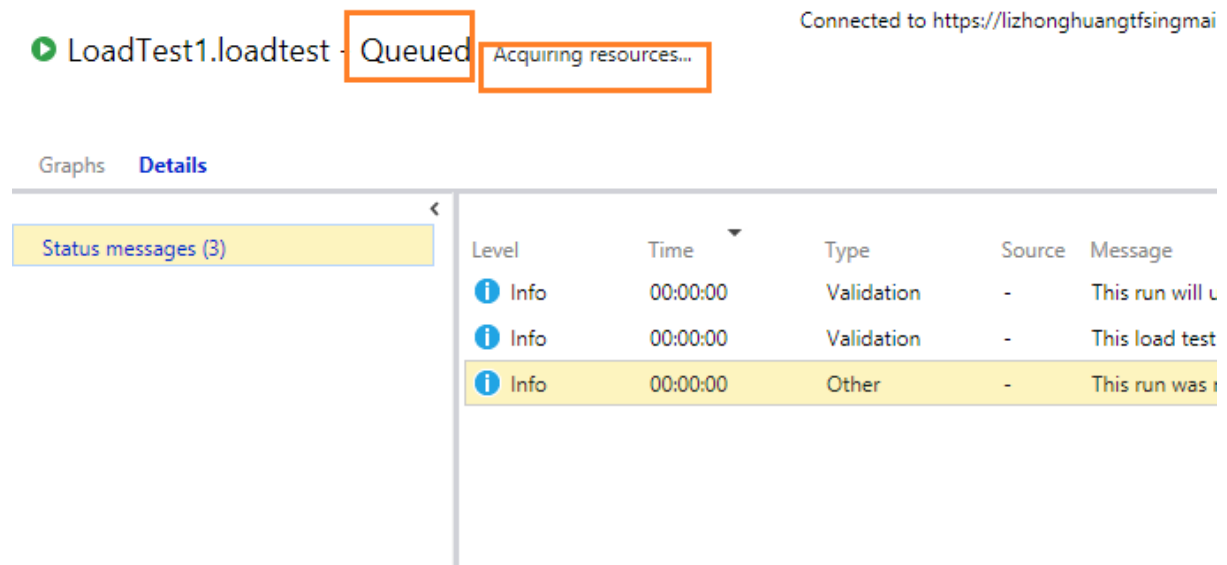 Connected to https://lizhonghuangtfsingmai
LoadTest1.loadtest - Queued Acquiring resources...
Graphs Details
Status messages (3)
Level Time Type Source Message
Info 00:00:00 Validation - This run will u
Info 00:00:00 Validation - This load test
Info 00:00:00 Other - This run was